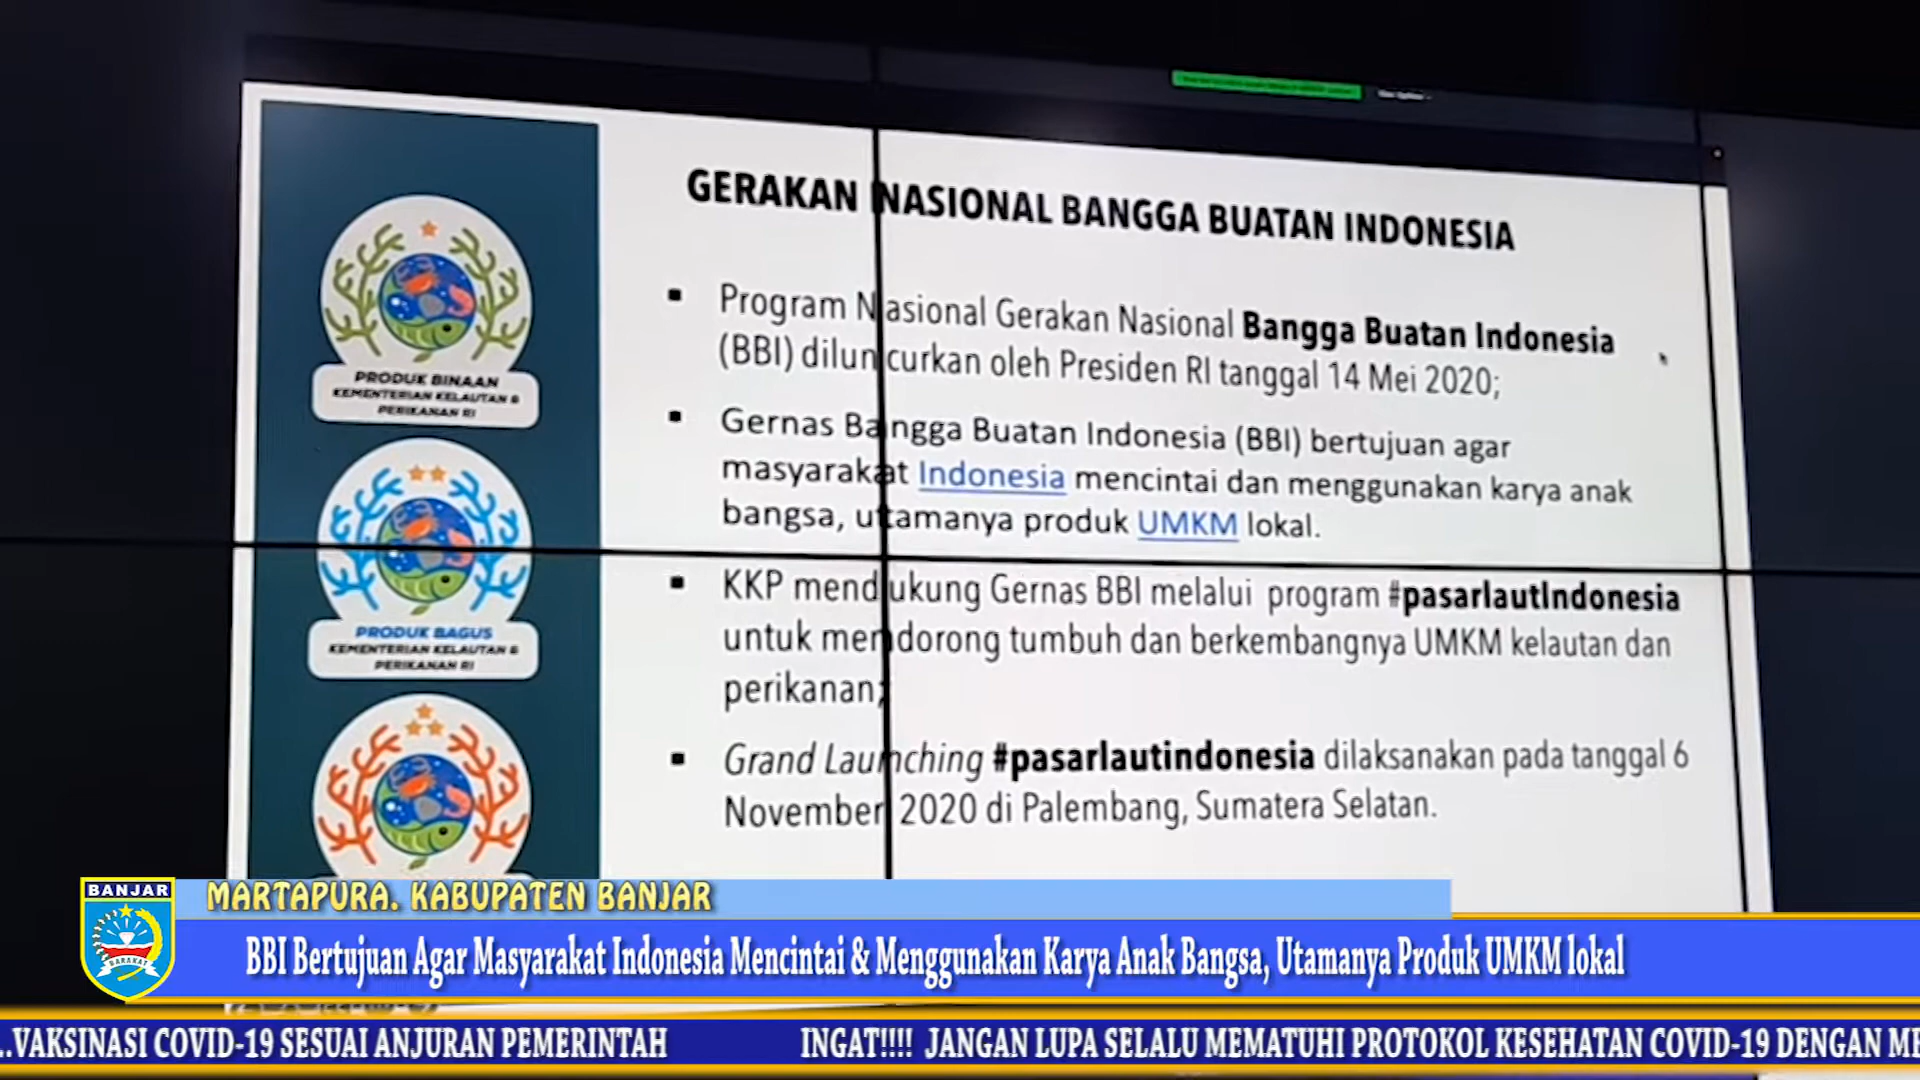 GERAKAN NASIONAL BANGGA BUATAN INDONESIA
Program Nasional Gerakan Nasional Bangga Buatan Indonesia
(BBI) diluncurkan oleh Presiden RI tanggal 14 Mei 2020;
Gernas Bangga Buatan Indonesia (BBI) bertujuan agar
masyarakat Indonesia mencintai dan menggunakan karya anak
bangsa, utamanya produk UMKM lokal.
KKP mendukung Gernas BBI melalui program #pasarlautIndonesia
untuk mendorong tumbuh dan berkembangnya UMKM kelautan dan
perikanan;
Grand Launching #pasarlautindonesia dilaksanakan pada tanggal 6
November 2020 di Palembang, Sumatera Selatan.
PRODUK BINAAN
KEMENTERIAN KELAUTAN &
PERIKANAN RI
PRODUK BAGUS
KEMENTERIAN KELAUTAN &
PERIKANAN RI
BANJAR
BARAKAT
MARTAPURA. KABUPATEN BANJAR
BBI Bertujuan Agar Masyarakat Indonesia Mencintai & Menggunakan Karya Anak Bangsa, Utamanya Produk UMKM lokal
..VAKSINASI COVID-19 SESUAI ANJURAN PEMERINTAH INGAT!!!! JANGAN LUPA SELALU MEMATUHI PROTOKOL KESEHATAN COVID-19 DENGAN ME